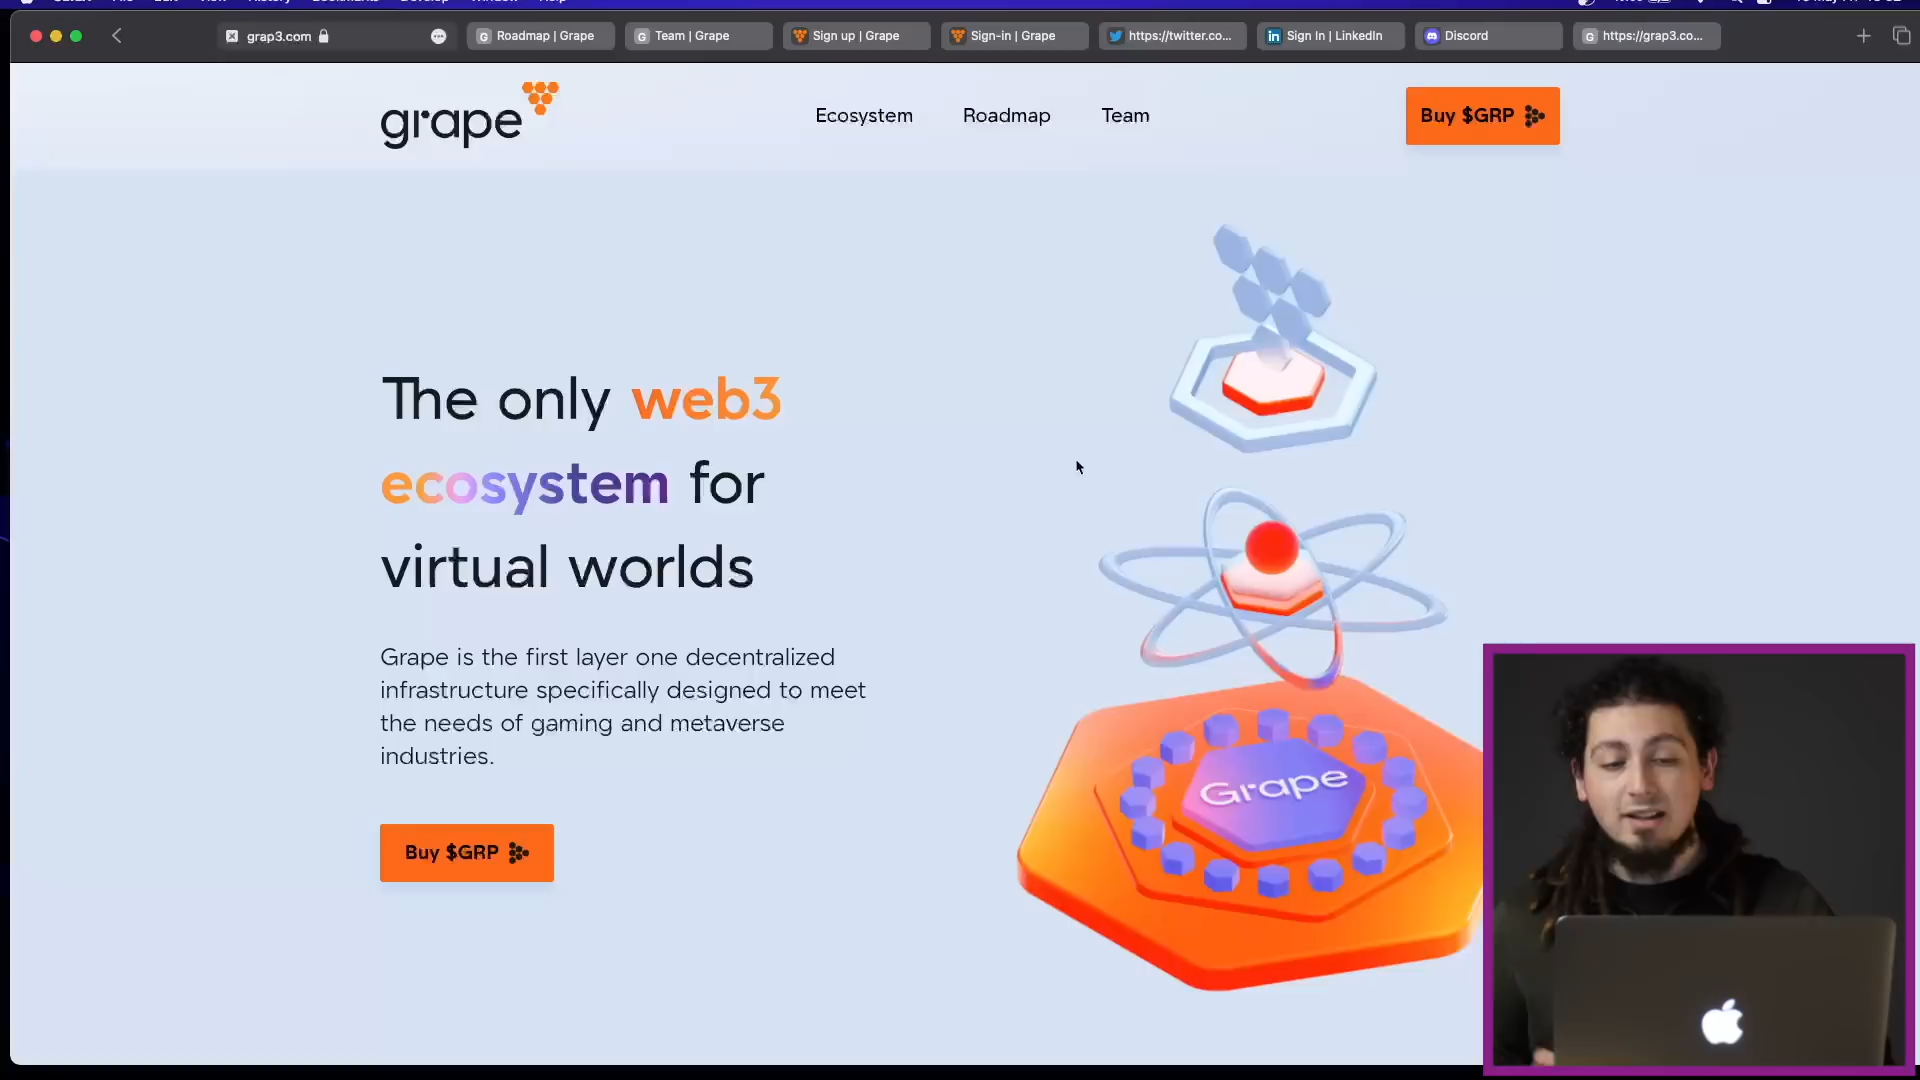 grap3.com
Roadmap | Grape
Team | Grape
Sign up | Grape
Sign-in | Grape
https://twitter.co...
Sign In | LinkedIn
Discord
https://grap3.co...
grape
Ecosystem
Roadmap
Team
Buy $GRP
The only web3
ecosystem for
virtual worlds
Grape is the first layer one decentralized
infrastructure specifically designed to meet
the needs of gaming and metaverse
industries.
Buy $GRP
Grape